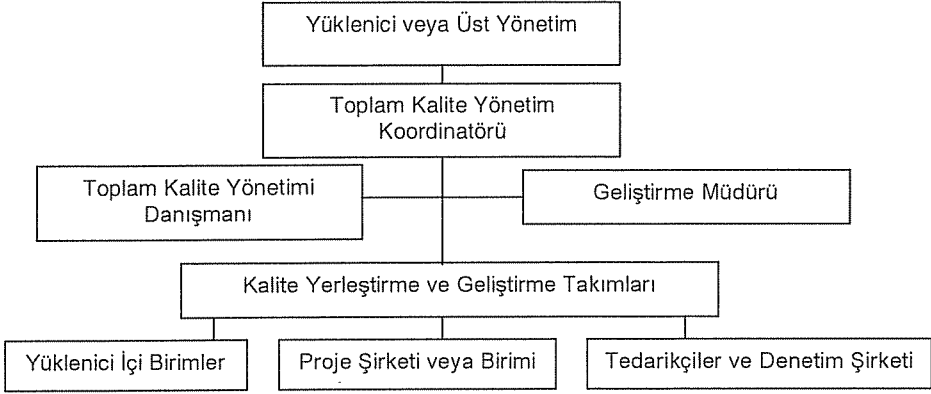 Yüklenici veya Üst Yönetim
Toplam Kalite Yönetim
Koordinatörü
Toplam Kalite Yönetimi
Danışmanı
Geliştirme Müdürü
Kalite Yerleştirme ve Geliştirme Takımları
Yüklenici İçi Birimler
Proje Şirketi veya Birimi
Tedarikçiler ve Denetim Şirketi